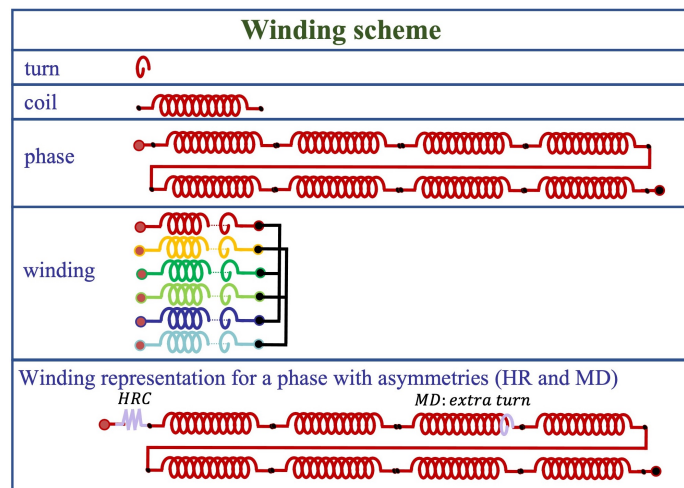 Winding scheme
turn
coil
phase
winding
Winding representation for a phase with asymmetries (HR and MD)
HRC
MD: extra turn